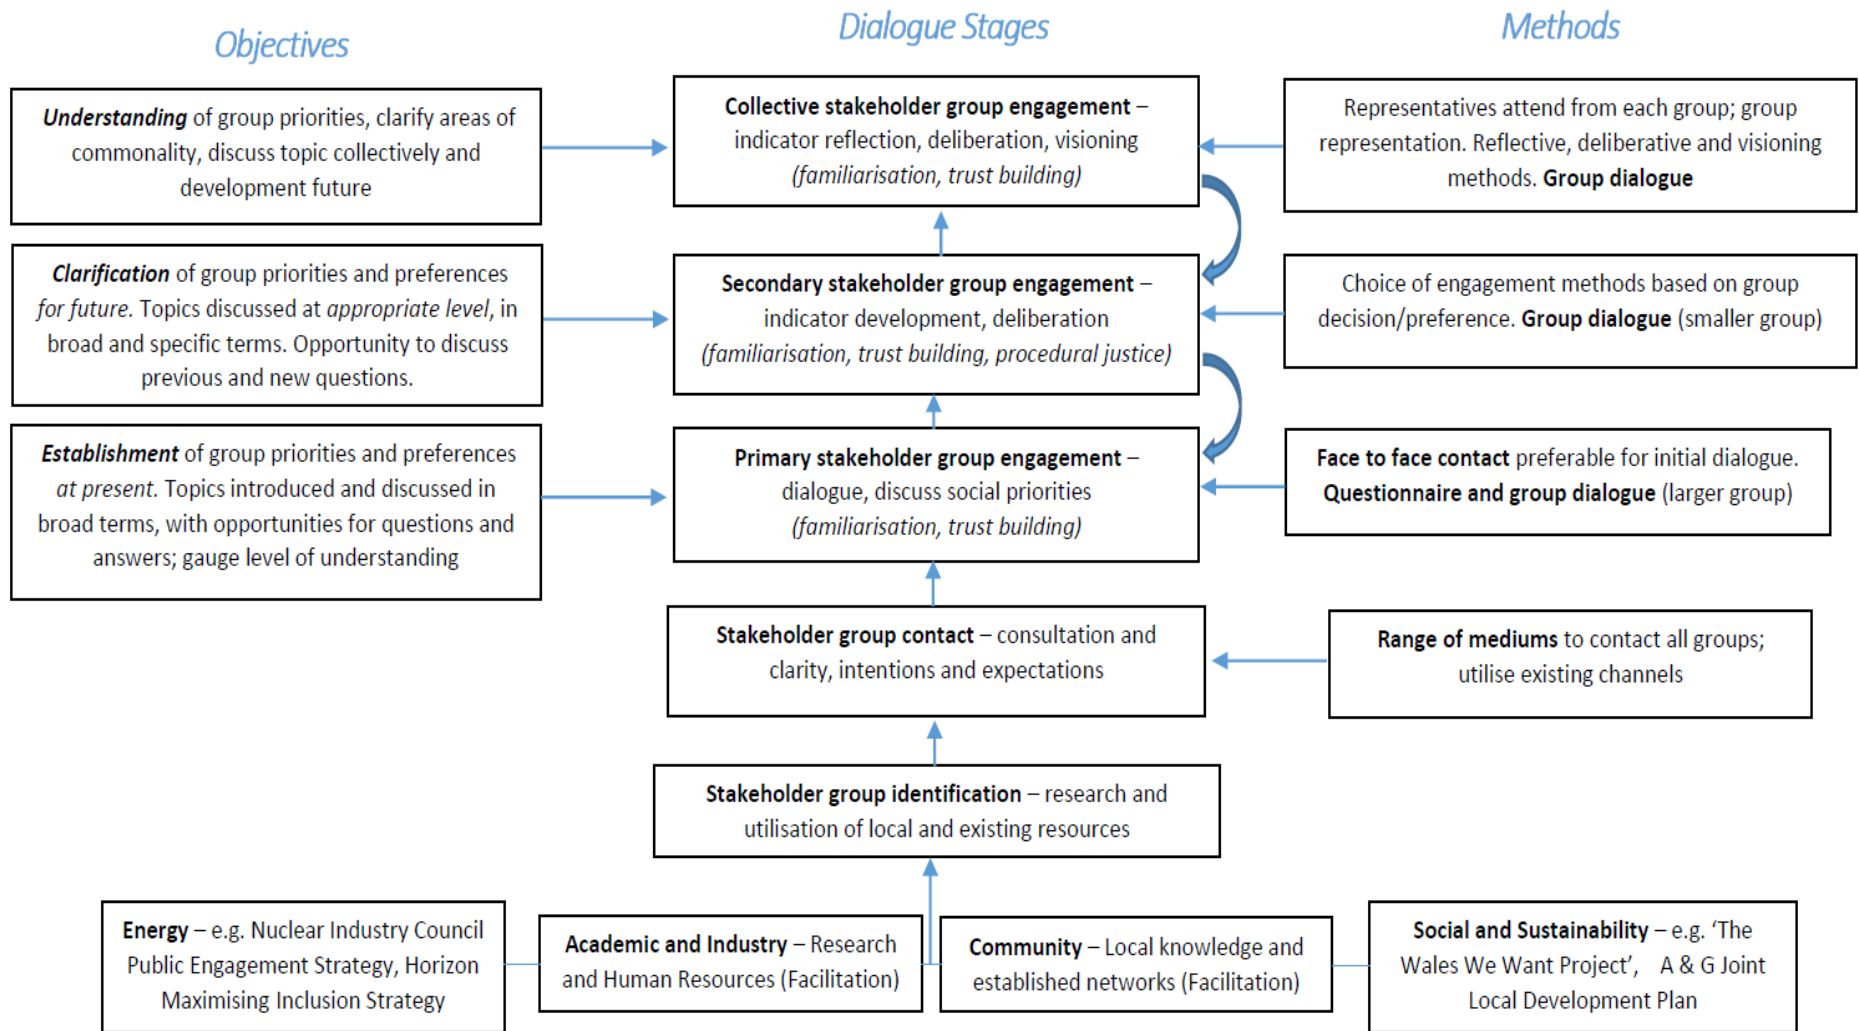 Objectives
Dialogue Stages
Methods
Understanding of group priorities, clarify areas of
commonality, discuss topic collectively and
development future
Collective stakeholder group engagement –
indicator reflection, deliberation, visioning
(familiarisation, trust building)
Representatives attend from each group; group
representation. Reflective, deliberative and visioning
methods. Group dialogue
Clarification of group priorities and preferences
for future. Topics discussed at appropriate level, in
broad and specific terms. Opportunity to discuss
previous and new questions.
Secondary stakeholder group engagement –
indicator development, deliberation
(familiarisation, trust building, procedural justice)
Choice of engagement methods based on group
decision/preference. Group dialogue (smaller group)
Establishment of group priorities and preferences
at present. Topics introduced and discussed in
broad terms, with opportunities for questions and
answers; gauge level of understanding
Primary stakeholder group engagement –
dialogue, discuss social priorities
(familiarisation, trust building)
Face to face contact preferable for initial dialogue.
Questionnaire and group dialogue (larger group)
Stakeholder group contact – consultation and
clarity, intentions and expectations
Range of mediums to contact all groups;
utilise existing channels
Stakeholder group identification – research and
utilisation of local and existing resources
Energy – e.g. Nuclear Industry Council
Public Engagement Strategy, Horizon
Maximising Inclusion Strategy
Academic and Industry – Research
and Human Resources (Facilitation)
Community – Local knowledge and
established networks (Facilitation)
Social and Sustainability – e.g. ‘The
Wales We Want Project’, A & G Joint
Local Development Plan